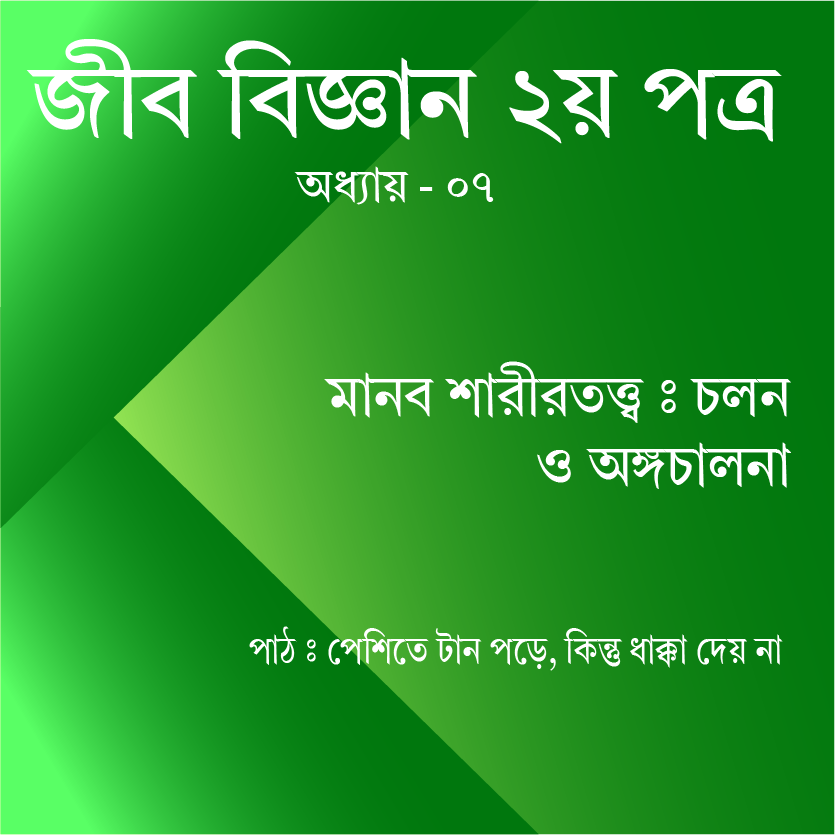 জীব বিজ্ঞান ২য় পত্র
অধ্যায় - ০৭
মানব শারীরতত্ত্ব ঃ চলন
ও অঙ্গচালনা
পাঠ ঃ পেশিতে টান পড়ে, কিন্তু ধাক্কা দেয় না